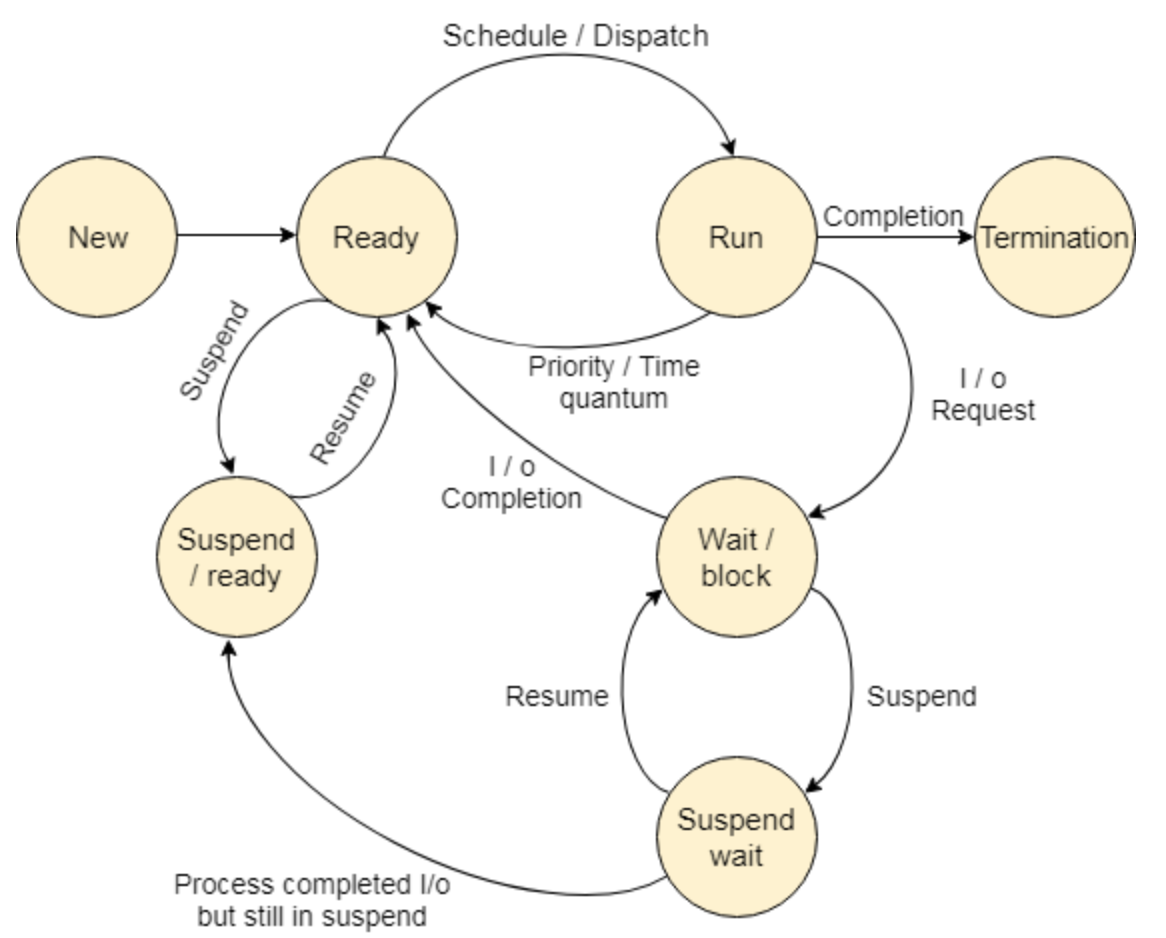 Schedule / Dispatch
New
Ready
Run
Completion
Termination
Suspend
Resume
Priority / Time
quantum
I / o
Request
I / o
Completion
Suspend
/ ready
Wait /
block
Resume
Suspend
Suspend
wait
Process completed I/o
but still in suspend